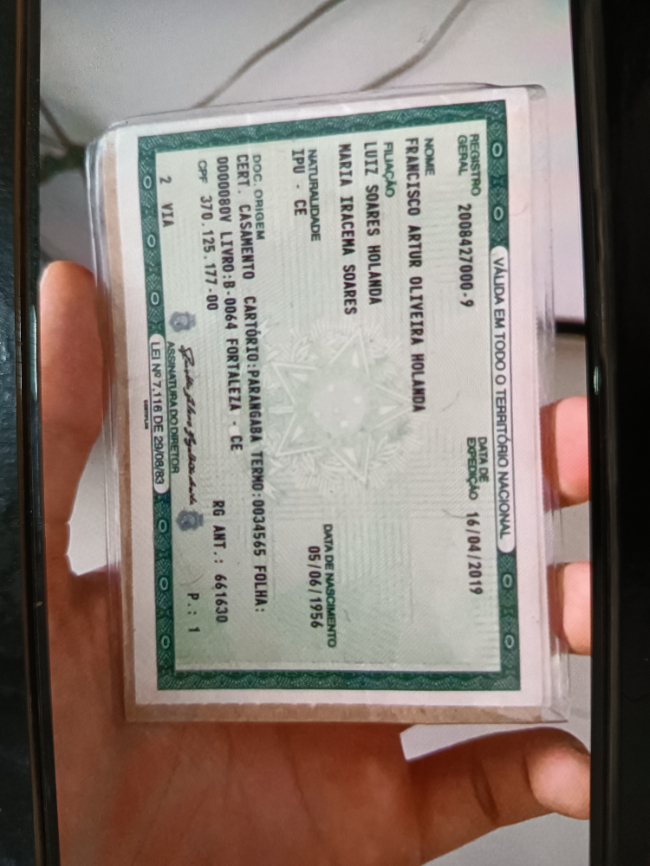 VÁLIDA EM TODO O TERRITÓRIO NACIONAL
REGISTRO GERAL 2008427000-9 DATA DE EXPEDIÇÃO 16/04/2019
NOME
FRANCISCO ARTUR OLIVEIRA HOLANDA
FILIAÇÃO
LUIZ SOARES HOLANDA
MARIA IRACEMA SOARES
NATURALIDADE DATA DE NASCIMENTO
IPU - CE 05/06/1956
DOC. ORIGEM
CERT. CASAMENTO CARTÓRIO:PARANGABA TERMO:0034565 FOLHA:
0000080V LIVRO:B-0064 FORTALEZA - CE
CPF 370.125.177-00 RG ANT.: 661630
2 VIA P.: 1
ASSINATURA DO DIRETOR
LEI Nº 7.116 DE 29/08/83